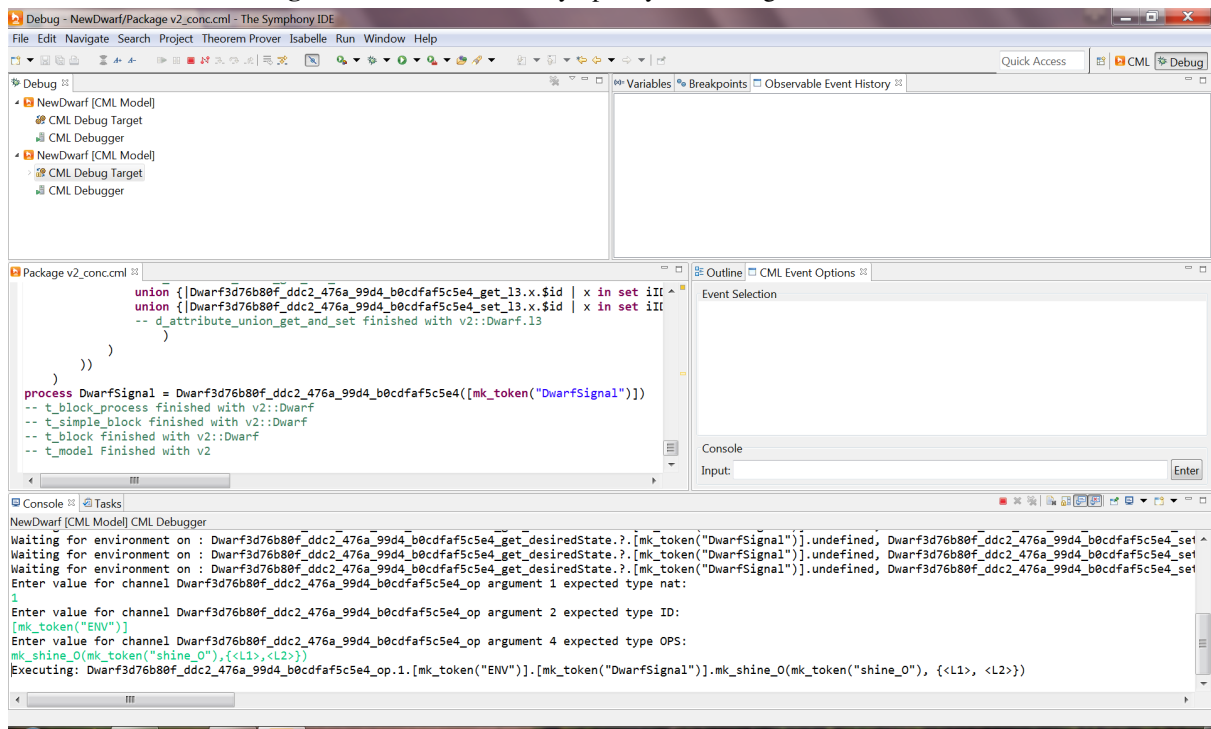 Debug - NewDwarf/Package v2_conc.cml - The Symphony IDE
File Edit Navigate Search Project Theorem Prover Isabelle Run Window Help
Quick Access
CML
Debug
Debug
NewDwarf [CML Model]
CML Debug Target
CML Debugger
NewDwarf [CML Model]
CML Debug Target
CML Debugger
Variables
Breakpoints
Observable Event History
Package v2_conc.cml
union {|Dwarf3d76b80f_ddc2_476a_99d4_b0cdfaf5c5e4_get_l3.x.$id | x in set iID
union {|Dwarf3d76b80f_ddc2_476a_99d4_b0cdfaf5c5e4_set_l3.x.$id | x in set iID
-- d_attribute_union_get_and_set finished with v2::Dwarf.l3
)
)
))
)
process DwarfSignal = Dwarf3d76b80f_ddc2_476a_99d4_b0cdfaf5c5e4([mk_token("DwarfSignal")])
-- t_block_process finished with v2::Dwarf
-- t_simple_block finished with v2::Dwarf
-- t_block finished with v2::Dwarf
-- t_model Finished with v2
Outline
CML Event Options
Event Selection
Console
Input:
Enter
Console
Tasks
NewDwarf [CML Model] CML Debugger
Waiting for environment on : Dwarf3d76b80f_ddc2_476a_99d4_b0cdfaf5c5e4_get_desiredState.?.[mk_token("DwarfSignal")].undefined, Dwarf3d76b80f_ddc2_476a_99d4_b0cdfaf5c5e4_set
Waiting for environment on : Dwarf3d76b80f_ddc2_476a_99d4_b0cdfaf5c5e4_get_desiredState.?.[mk_token("DwarfSignal")].undefined, Dwarf3d76b80f_ddc2_476a_99d4_b0cdfaf5c5e4_set
Waiting for environment on : Dwarf3d76b80f_ddc2_476a_99d4_b0cdfaf5c5e4_get_desiredState.?.[mk_token("DwarfSignal")].undefined, Dwarf3d76b80f_ddc2_476a_99d4_b0cdfaf5c5e4_set
Enter value for channel Dwarf3d76b80f_ddc2_476a_99d4_b0cdfaf5c5e4_op argument 1 expected type nat:
1
Enter value for channel Dwarf3d76b80f_ddc2_476a_99d4_b0cdfaf5c5e4_op argument 2 expected type ID:
[mk_token("ENV")]
Enter value for channel Dwarf3d76b80f_ddc2_476a_99d4_b0cdfaf5c5e4_op argument 4 expected type OPS:
mk_shine_O(mk_token("shine_O"),{<L1>,<L2>})
Executing: Dwarf3d76b80f_ddc2_476a_99d4_b0cdfaf5c5e4_op.1.[mk_token("ENV")].[mk_token("DwarfSignal")].mk_shine_O(mk_token("shine_O"), {<L1>, <L2>})